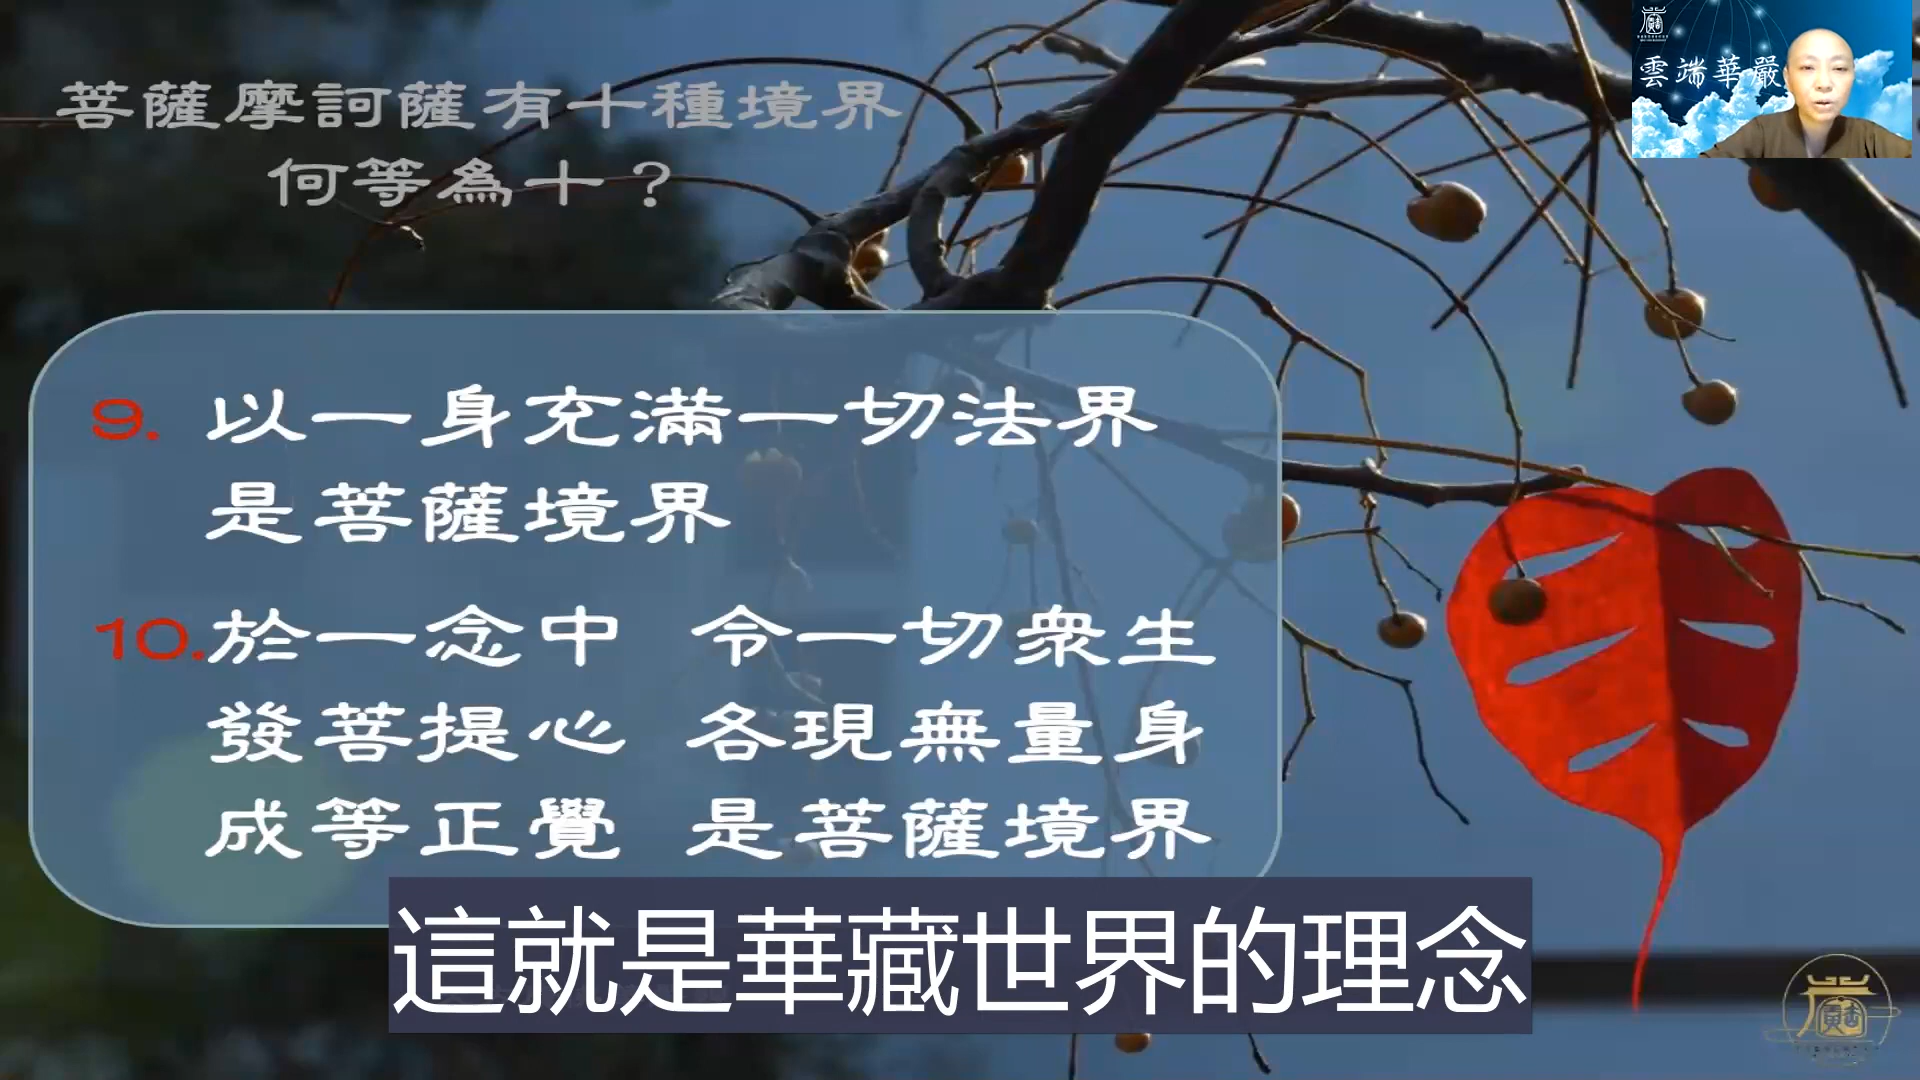 菩薩摩訶薩有十種境界
何等為十？
雲端華嚴
9. 以一身充滿一切法界
是菩薩境界
10.於一念中 令一切眾生
發菩提心 各現無量身
成等正覺 是菩薩境界
這就是華藏世界的理念